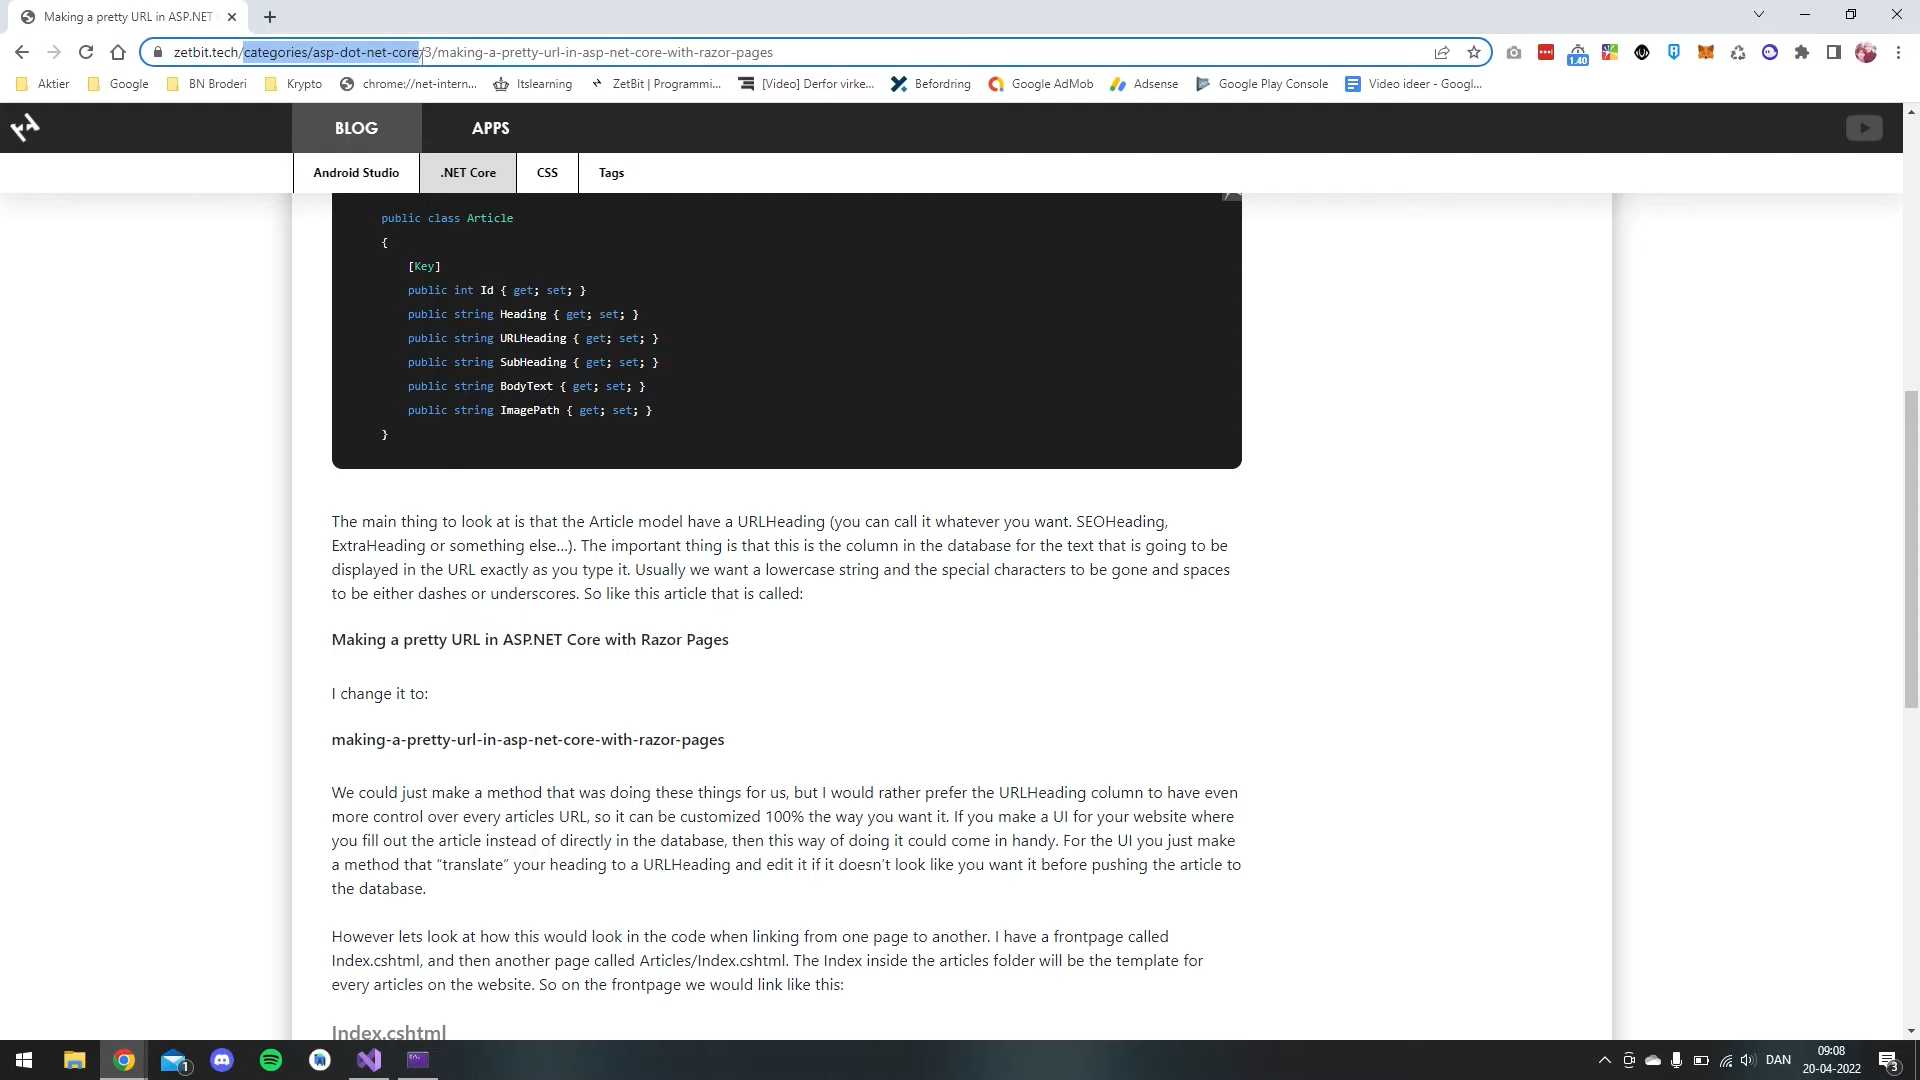 Making a pretty URL in ASP.NET
zetbit.tech/categories/asp-dot-net-core/3/making-a-pretty-url-in-asp-net-core-with-razor-pages
1.40
Aktier
Google
BN Broderi
Krypto
chrome://net-intern...
Itslearning
ZetBit | Programmi...
[Video] Derfor virke...
Befordring
Google AdMob
Adsense
Google Play Console
Video ideer - Googl...
BLOG
APPS
Android Studio
.NET Core
CSS
Tags
public class Article
{
[Key]
public int Id { get; set; }
public string Heading { get; set; }
public string URLHeading { get; set; }
public string SubHeading { get; set; }
public string BodyText { get; set; }
public string ImagePath { get; set; }
}
The main thing to look at is that the Article model have a URLHeading (you can call it whatever you want. SEOHeading,
ExtraHeading or something else...). The important thing is that this is the column in the database for the text that is going to be
displayed in the URL exactly as you type it. Usually we want a lowercase string and the special characters to be gone and spaces
to be either dashes or underscores. So like this article that is called:
Making a pretty URL in ASP.NET Core with Razor Pages
I change it to:
making-a-pretty-url-in-asp-net-core-with-razor-pages
We could just make a method that was doing these things for us, but I would rather prefer the URLHeading column to have even
more control over every articles URL, so it can be customized 100% the way you want it. If you make a UI for your website where
you fill out the article instead of directly in the database, then this way of doing it could come in handy. For the UI you just make
a method that “translate” your heading to a URLHeading and edit it if it doesn’t look like you want it before pushing the article to
the database.
However lets look at how this would look in the code when linking from one page to another. I have a frontpage called
Index.cshtml, and then another page called Articles/Index.cshtml. The Index inside the articles folder will be the template for
every articles on the website. So on the frontpage we would link like this:
Index.cshtml
1
DAN
09:08
20-04-2022
3